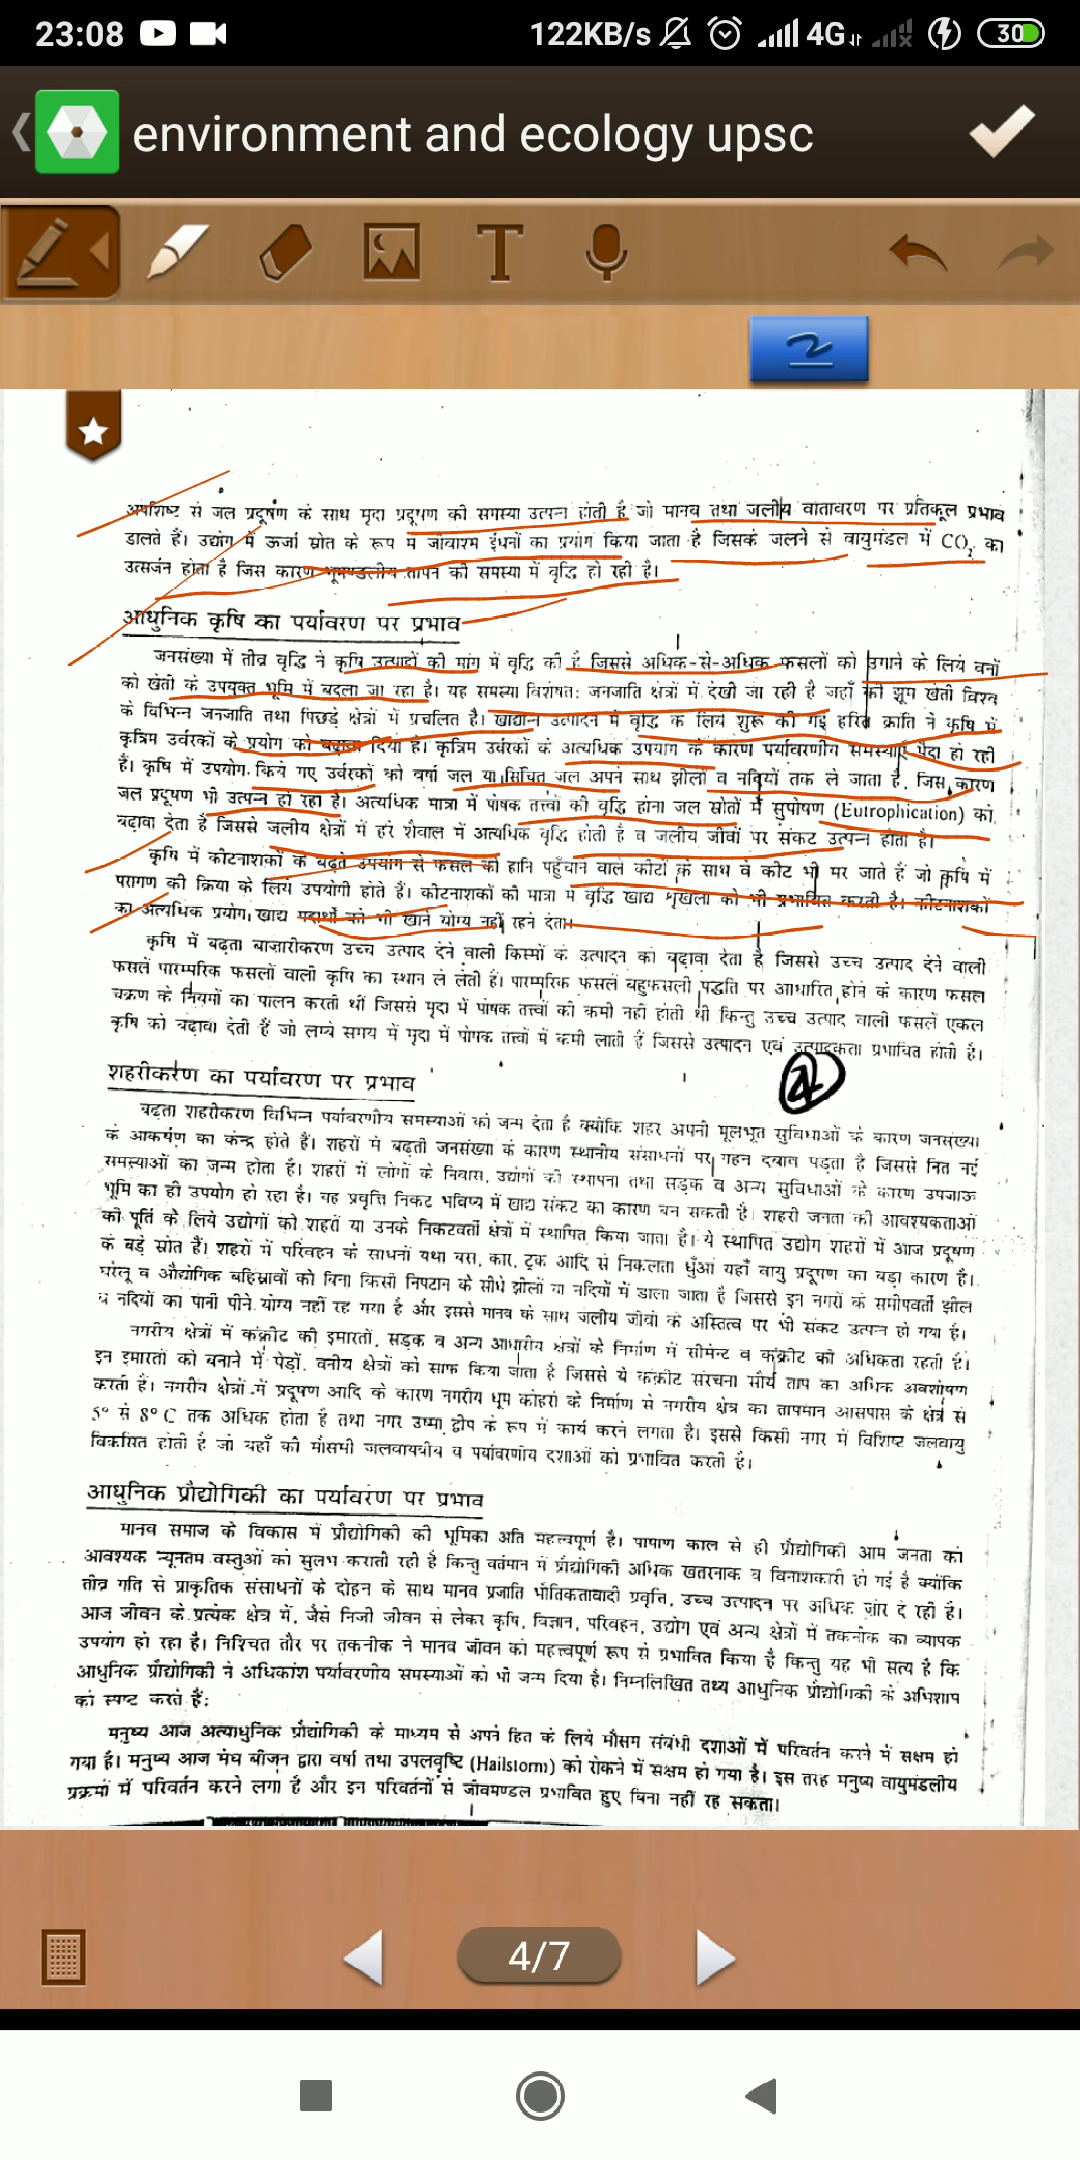 23:08
122KB/s
4G
30
environment and ecology upsc
T
2
अपशिष्ट से जल प्रदूषण के साथ मृदा प्रदूषण की समस्या उत्पन्न होती है जो मानव तथा जलीय वातावरण पर प्रतिकूल प्रभाव
डालते हैं। उद्योग में ऊर्जा स्रोत के रूप में जीवाश्म ईंधनों का प्रयोग किया जाता है जिसके जलने से वायुमंडल में CO₂ का
उत्सर्जन होता है जिस कारण भूमण्डलीय तापन की समस्या में वृद्धि हो रही है।
आधुनिक कृषि का पर्यावरण पर प्रभाव
जनसंख्या में तीव्र वृद्धि ने कृषि उत्पादों की मांग में वृद्धि की है जिससे अधिक-से-अधिक फसलों को उगाने के लिये वनों
को खेती के उपयुक्त भूमि में बदला जा रहा है। यह समस्या विशेषतः जनजाति क्षेत्रों में देखी जा रही है जहाँ की झूम खेती विश्व
के विभिन्न जनजाति तथा पिछड़े क्षेत्रों में प्रचलित है। खाद्यान्न उत्पादन में वृद्धि के लिये शुरू की गई हरित क्रांति ने कृषि में
कृत्रिम उर्वरकों के प्रयोग को बढ़ावा दिया है। कृत्रिम उर्वरकों के अत्यधिक उपयोग के कारण पर्यावरणीय समस्याएँ पैदा हो रही
हैं। कृषि में उपयोग किये गए उर्वरकों को वर्षा जल या सिंचित जल अपने साथ झीलों व नदियों तक ले जाता है, जिस कारण
जल प्रदूषण भी उत्पन्न हो रहा है। अत्यधिक मात्रा में पोषक तत्त्वों की वृद्धि होना जल स्रोतों में सुपोषण (Eutrophication) को
बढ़ावा देता है जिससे जलीय क्षेत्रों में हरे शैवाल में अत्यधिक वृद्धि होती है व जलीय जीवों पर संकट उत्पन्न होता है।
कृषि में कीटनाशकों के बढ़ते उपयोग से फसल को हानि पहुँचाने वाले कीटों के साथ वे कीट भी मर जाते हैं जो कृषि में
परागण की क्रिया के लिये उपयोगी होते हैं। कीटनाशकों की मात्रा में वृद्धि खाद्य शृंखला को भी प्रभावित करती है। कीटनाशकों
का अत्यधिक प्रयोग खाद्य पदार्थों को भी खाने योग्य नहीं रहने देता।
कृषि में बढ़ता बाजारीकरण उच्च उत्पाद देने वाली किस्मों के उत्पादन को बढ़ावा देता है जिससे उच्च उत्पाद देने वाली
फसलें पारम्परिक फसलों वाली कृषि का स्थान ले लेती हैं। पारम्परिक फसलें बहुफसली पद्धति पर आधारित होने के कारण फसल
चक्रण के नियमों का पालन करती थीं जिससे मृदा में पोषक तत्त्वों की कमी नहीं होती थी किन्तु उच्च उत्पाद वाली फसलें एकल
कृषि को बढ़ावा देती हैं जो लम्बे समय में मृदा में पोषक तत्वों में कमी लाती हैं जिससे उत्पादन एवं उत्पादकता प्रभावित होती है।
शहरीकरण का पर्यावरण पर प्रभाव
बढ़ता शहरीकरण विभिन्न पर्यावरणीय समस्याओं को जन्म देता है क्योंकि शहर अपनी मूलभूत सुविधाओं के कारण जनसंख्या
के आकर्षण का केन्द्र होते हैं। शहरों में बढ़ती जनसंख्या के कारण स्थानीय संसाधनों पर गहन दबाव पड़ता है जिससे नित नई
समस्याओं का जन्म होता है। शहरों में लोगों के निवास, उद्योगों की स्थापना तथा सड़क व अन्य सुविधाओं के कारण उपजाऊ
भूमि का ही उपयोग हो रहा है। यह प्रवृत्ति निकट भविष्य में खाद्य संकट का कारण बन सकती है। शहरी जनता की आवश्यकताओं
की पूर्ति के लिये उद्योगों को शहरों या उनके निकटवर्ती क्षेत्रों में स्थापित किया जाता है। ये स्थापित उद्योग शहरों में आज प्रदूषण
के बड़े स्रोत हैं। शहरों में परिवहन के साधनों यथा बस, कार, ट्रक आदि से निकलता धुँआ यहाँ वायु प्रदूषण का बड़ा कारण है।
घरेलू व औद्योगिक बहिस्रावों को बिना किसी निपटान के सीधे झीलों या नदियों में डाला जाता है जिससे इन नगरों के समीपवर्ती झील
व नदियों का पानी पीने योग्य नहीं रह गया है और इससे मानव के साथ जलीय जीवों के अस्तित्व पर भी संकट उत्पन्न हो गया है।
नगरीय क्षेत्रों में कंक्रीट की इमारतों, सड़क व अन्य आधारीय क्षेत्रों के निर्माण में सीमेन्ट व कंक्रीट की अधिकता रहती है।
इन इमारतों को बनाने में पेड़ों, वनीय क्षेत्रों को साफ किया जाता है जिससे ये कंक्रीट संरचना सौर्य ताप का अधिक अवशोषण
करती हैं। नगरीय क्षेत्रों में प्रदूषण आदि के कारण नगरीय धूम कोहरों के निर्माण से नगरीय क्षेत्र का तापमान आसपास के क्षेत्र से
5° से 8° C तक अधिक होता है तथा नगर उष्मा द्वीप के रूप में कार्य करने लगता है। इससे किसी नगर में विशिष्ट जलवायु
विकसित होती है जो यहाँ की मौसमी जलवायवीय व पर्यावरणीय दशाओं को प्रभावित करती है।
आधुनिक प्रौद्योगिकी का पर्यावरण पर प्रभाव
मानव समाज के विकास में प्रौद्योगिकी की भूमिका अति महत्त्वपूर्ण है। पाषाण काल से ही प्रौद्योगिकी आम जनता को
आवश्यक न्यूनतम वस्तुओं को सुलभ कराती रही है किन्तु वर्तमान में प्रौद्योगिकी अधिक खतरनाक व विनाशकारी हो गई है क्योंकि
तीव्र गति से प्राकृतिक संसाधनों के दोहन के साथ मानव प्रजाति भौतिकतावादी प्रवृत्ति, उच्च उत्पादन पर अधिक जोर दे रही है।
आज जीवन के प्रत्येक क्षेत्र में, जैसे निजी जीवन से लेकर कृषि, विज्ञान, परिवहन, उद्योग एवं अन्य क्षेत्रों में तकनीक का व्यापक
उपयोग हो रहा है। निश्चित तौर पर तकनीक ने मानव जीवन को महत्त्वपूर्ण रूप से प्रभावित किया है किन्तु यह भी सत्य है कि
आधुनिक प्रौद्योगिकी ने अधिकांश पर्यावरणीय समस्याओं को भी जन्म दिया है। निम्नलिखित तथ्य आधुनिक प्रौद्योगिकी के अभिशाप
को स्पष्ट करते हैं:
मनुष्य आज अत्याधुनिक प्रौद्योगिकी के माध्यम से अपने हित के लिये मौसम संबंधी दशाओं में परिवर्तन करने में सक्षम हो
गया है। मनुष्य आज मेघ बीजन द्वारा वर्षा तथा उपलवृष्टि (Hailstorm) को रोकने में सक्षम हो गया है। इस तरह मनुष्य वायुमंडलीय
प्रक्रमों में परिवर्तन करने लगा है और इन परिवर्तनों से जीवमण्डल प्रभावित हुए बिना नहीं रह सकता।
4/7